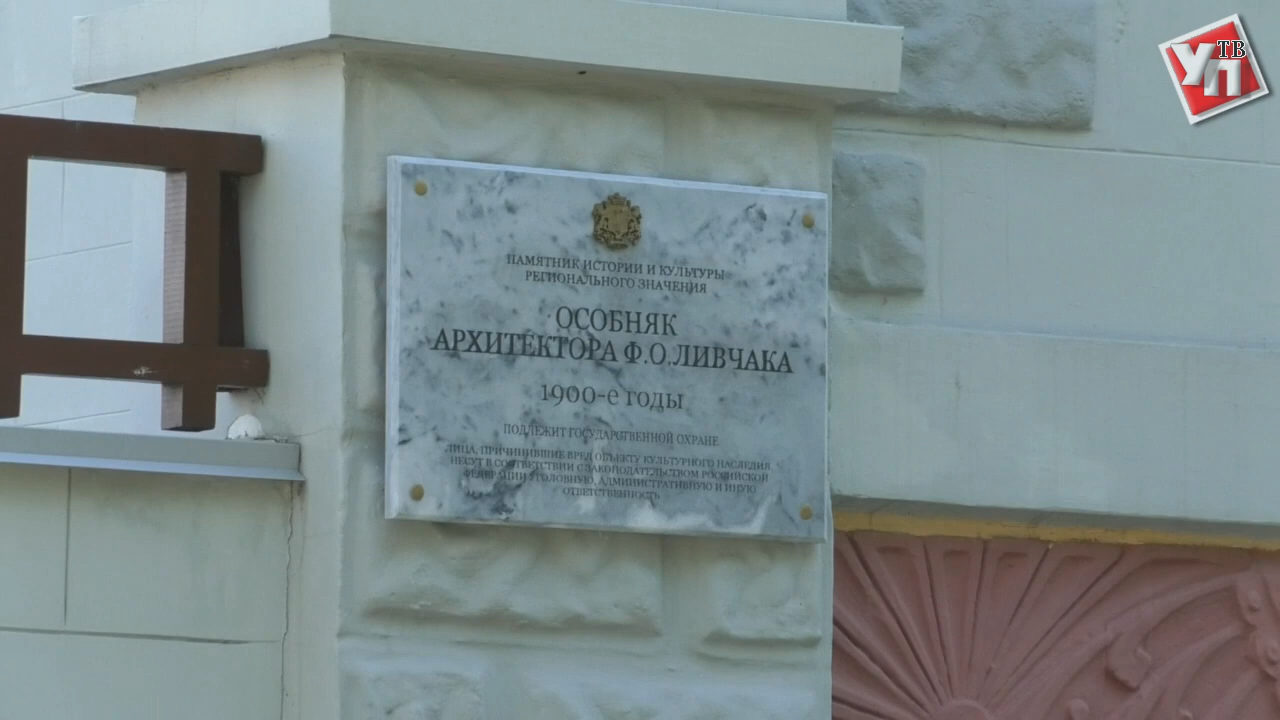 УП ТВ
ПАМЯТНИК ИСТОРИИ И КУЛЬТУРЫ
РЕГИОНАЛЬНОГО ЗНАЧЕНИЯ
ОСОБНЯК
АРХИТЕКТОРА Ф.О.ЛИВЧАКА
1900-е ГОДЫ
ПОДЛЕЖИТ ГОСУДАРСТВЕННОЙ ОХРАНЕ
ЛИЦА, ПРИЧИНИВШИЕ ВРЕД ОБЪЕКТУ КУЛЬТУРНОГО НАСЛЕДИЯ,
НЕСУТ В СООТВЕТСТВИИ С ЗАКОНОДАТЕЛЬСТВОМ РОССИЙСКОЙ
ФЕДЕРАЦИИ УГОЛОВНУЮ, АДМИНИСТРАТИВНУЮ И ИНУЮ
ОТВЕТСТВЕННОСТЬ